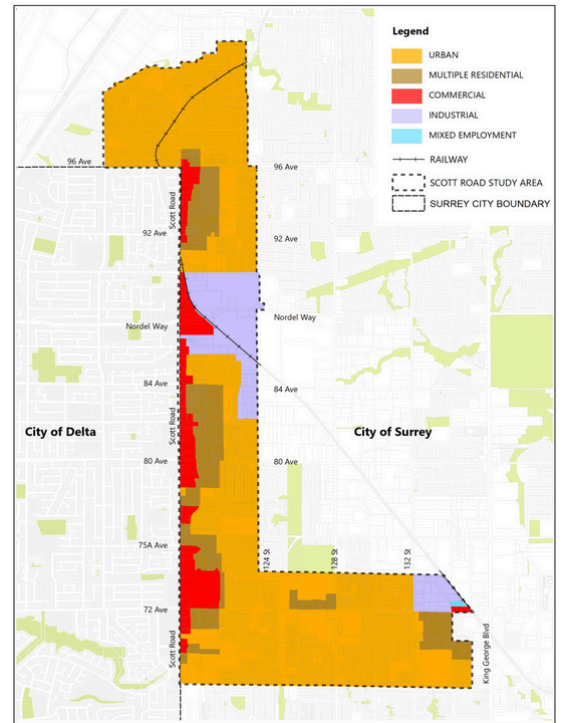 Legend
URBAN
MULTIPLE RESIDENTIAL
COMMERCIAL
INDUSTRIAL
MIXED EMPLOYMENT
RAILWAY
SCOTT ROAD STUDY AREA
SURREY CITY BOUNDARY
96 Ave
96 Ave
Scott Road
92 Ave
92 Ave
Nordel Way
Nordel Way
84 Ave
84 Ave
Scott Road
City of Delta
City of Surrey
80 Ave
80 Ave
75A Ave
124 St
128 St
132 St
72 Ave
Scott Road
King George Blvd